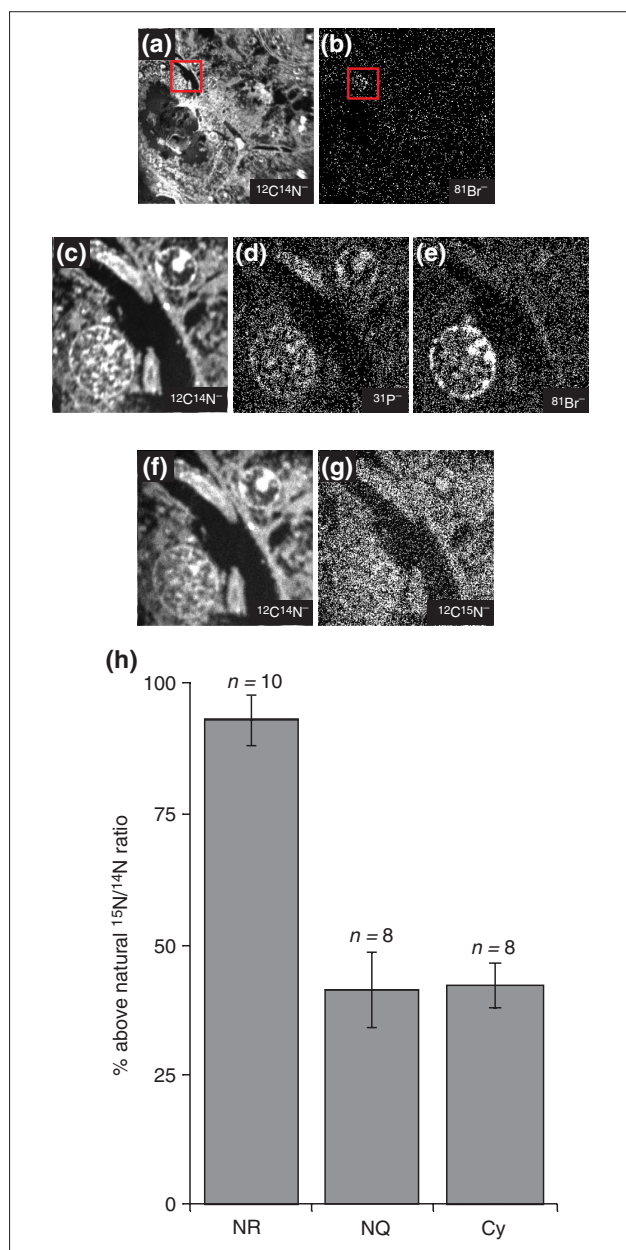 (a) (b)
¹²C¹⁴N⁻ ⁸¹Br⁻
(c) (d) (e)
¹²C¹⁴N⁻ ³¹P⁻ ⁸¹Br⁻
(f) (g)
¹²C¹⁴N⁻ ¹²C¹⁵N⁻
(h)
% above natural ¹⁵N/¹⁴N ratio
100
75
50
25
0
n = 10
n = 8
n = 8
NR NQ Cy